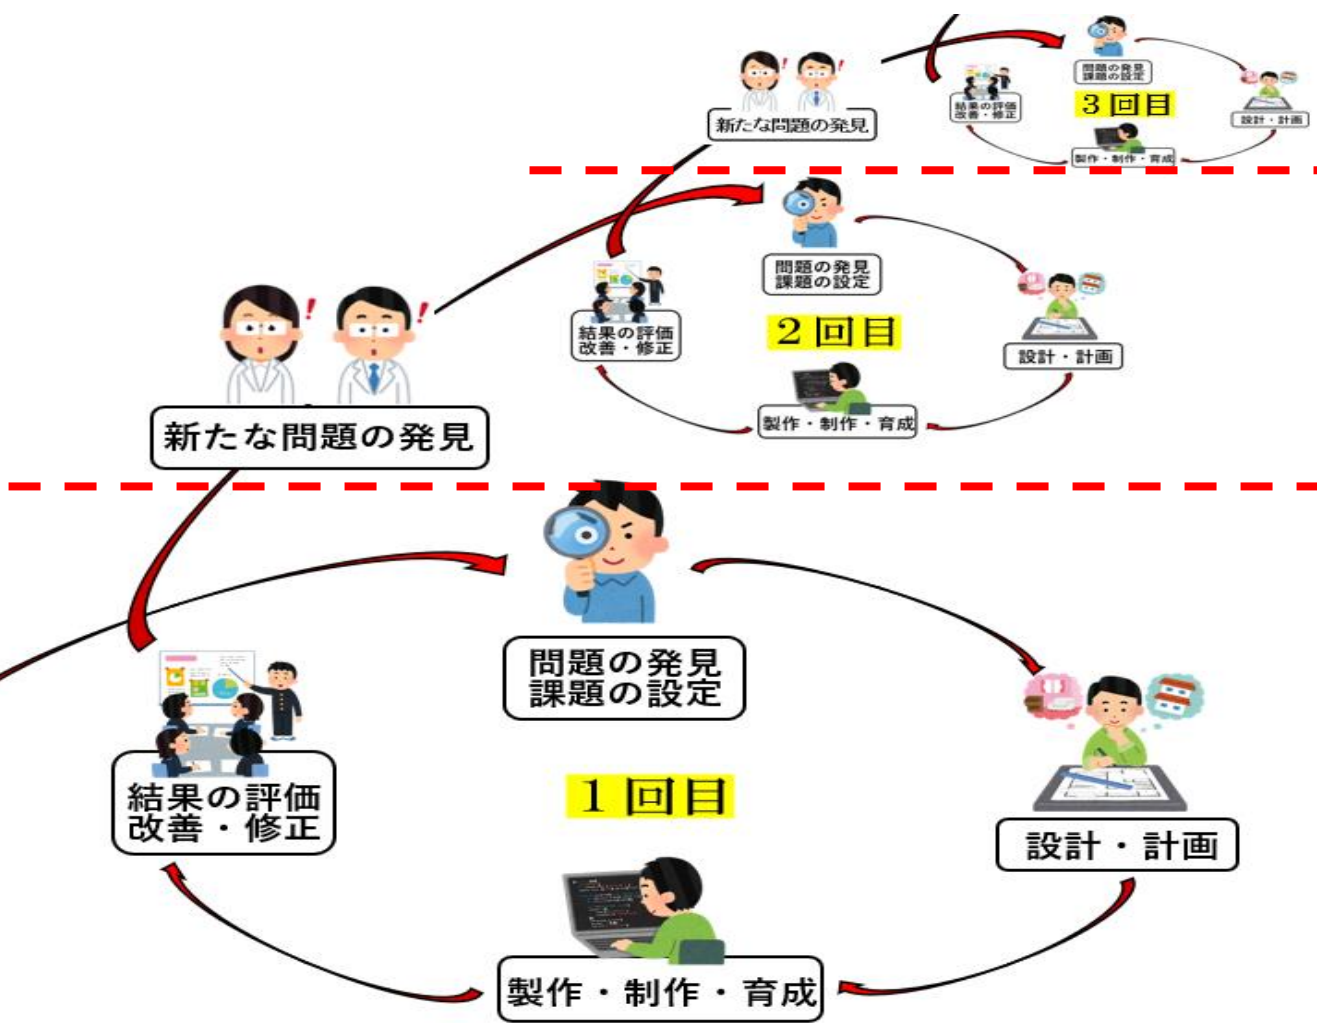 問題の発見
課題の設定
結果の評価
改善・修正
3回目
設計・計画
製作・制作・育成
新たな問題の発見
問題の発見
課題の設定
結果の評価
改善・修正
2回目
設計・計画
製作・制作・育成
新たな問題の発見
問題の発見
課題の設定
結果の評価
改善・修正
1回目
設計・計画
製作・制作・育成